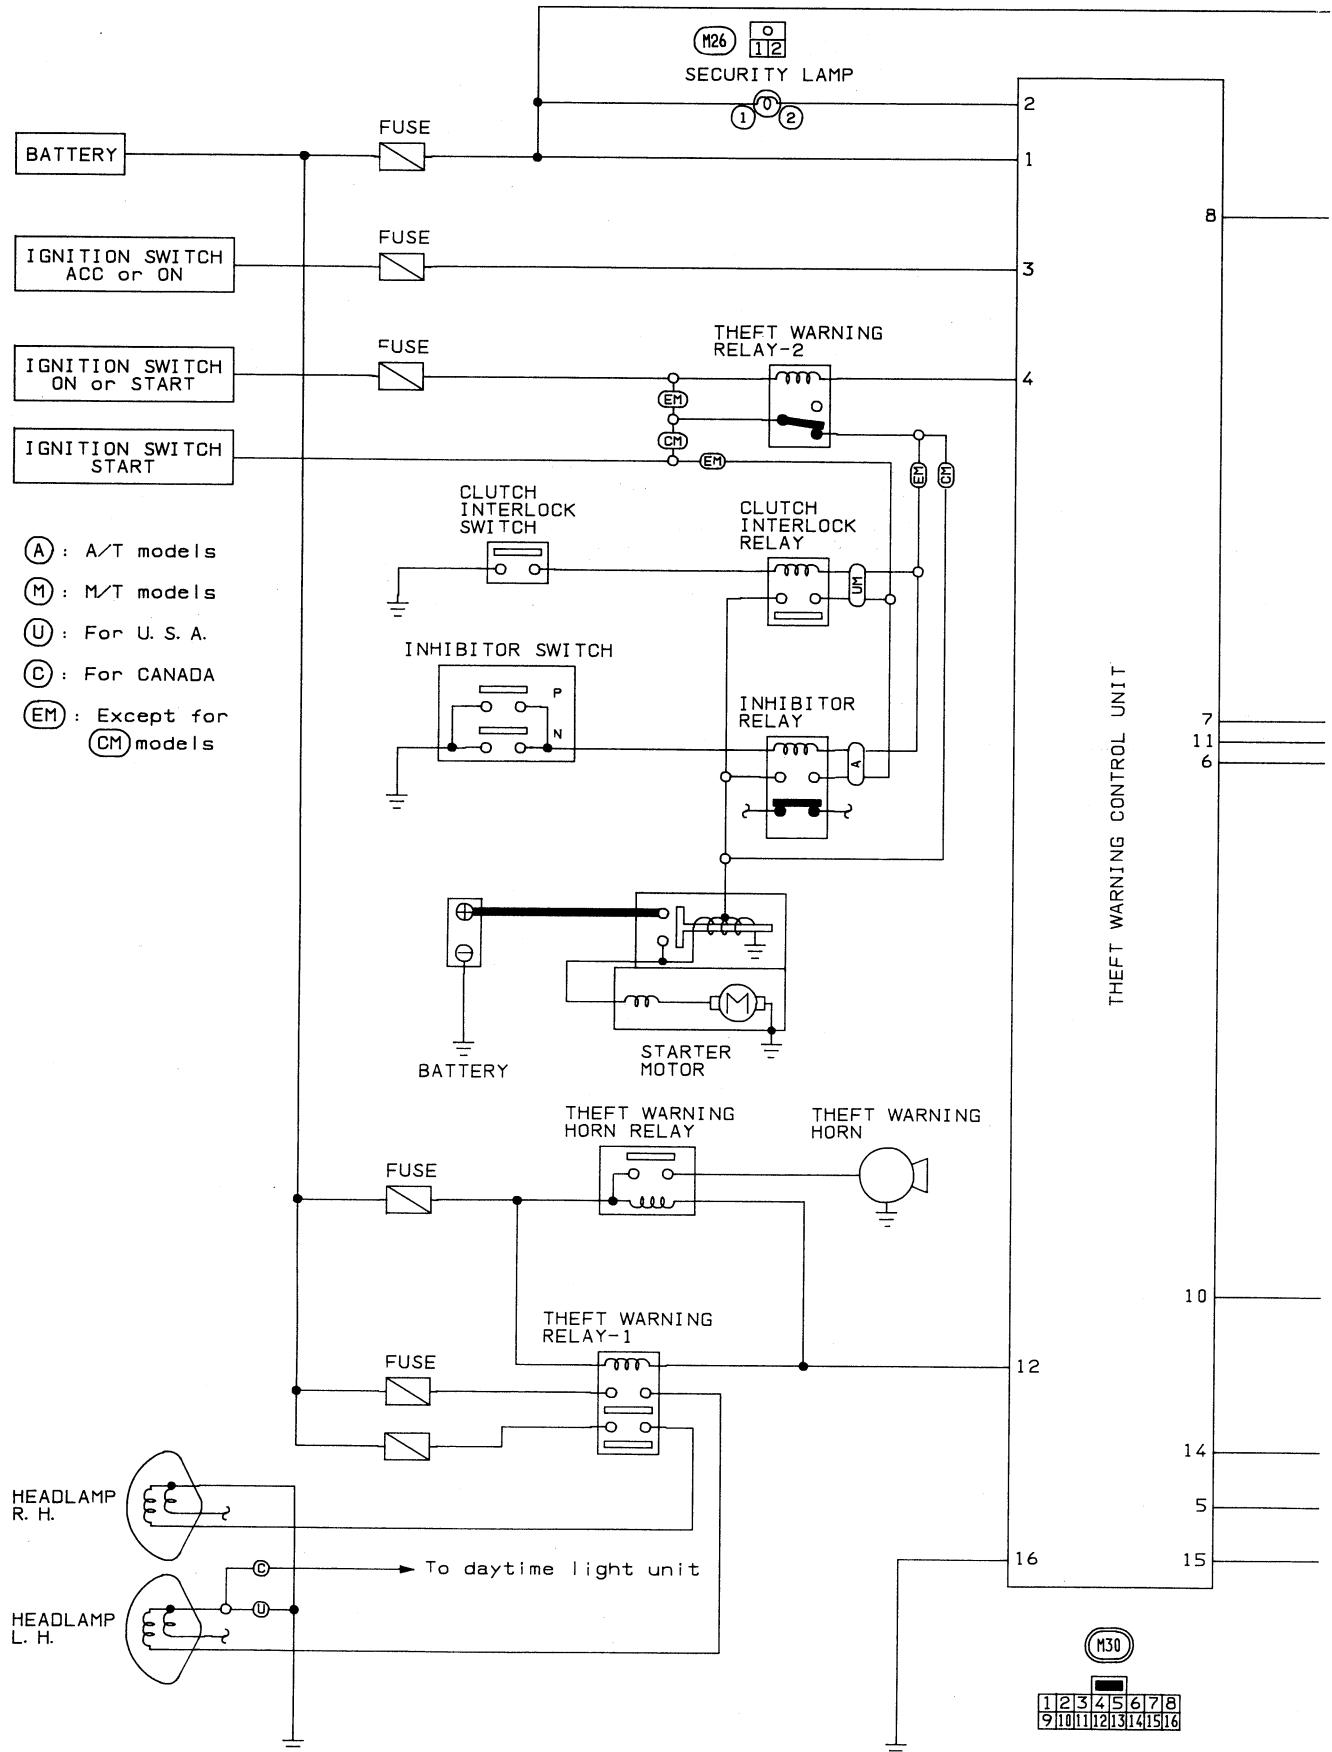 M26
1 2
SECURITY LAMP
1 2
2
FUSE
BATTERY
1
8
FUSE
IGNITION SWITCH
ACC or ON
3
THEFT WARNING
RELAY-2
FUSE
IGNITION SWITCH
ON or START
4
EM
CM
IGNITION SWITCH
START
EM
EM
CM
CLUTCH
INTERLOCK
SWITCH
CLUTCH
INTERLOCK
RELAY
UM
A : A/T models
M : M/T models
U : For U. S. A.
C : For CANADA
EM : Except for
CM models
INHIBITOR SWITCH
P
N
INHIBITOR
RELAY
A
THEFT WARNING CONTROL UNIT
7
11
6
M
STARTER
MOTOR
BATTERY
THEFT WARNING
HORN RELAY
THEFT WARNING
HORN
FUSE
10
THEFT WARNING
RELAY-1
FUSE
12
14
HEADLAMP
R. H.
5
16
15
C
To daytime light unit
HEADLAMP
L. H.
U
M30
1 2 3 4 5 6 7 8
9 10 11 12 13 14 15 16